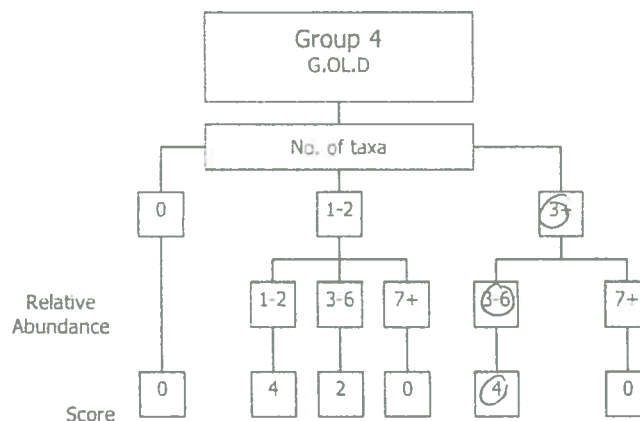 Group 4
G.OL.D
No. of taxa
0 1-2 3+
Relative 1-2 3-6 7+ 3-6 7+
Abundance
0 4 2 0 4 0
Score